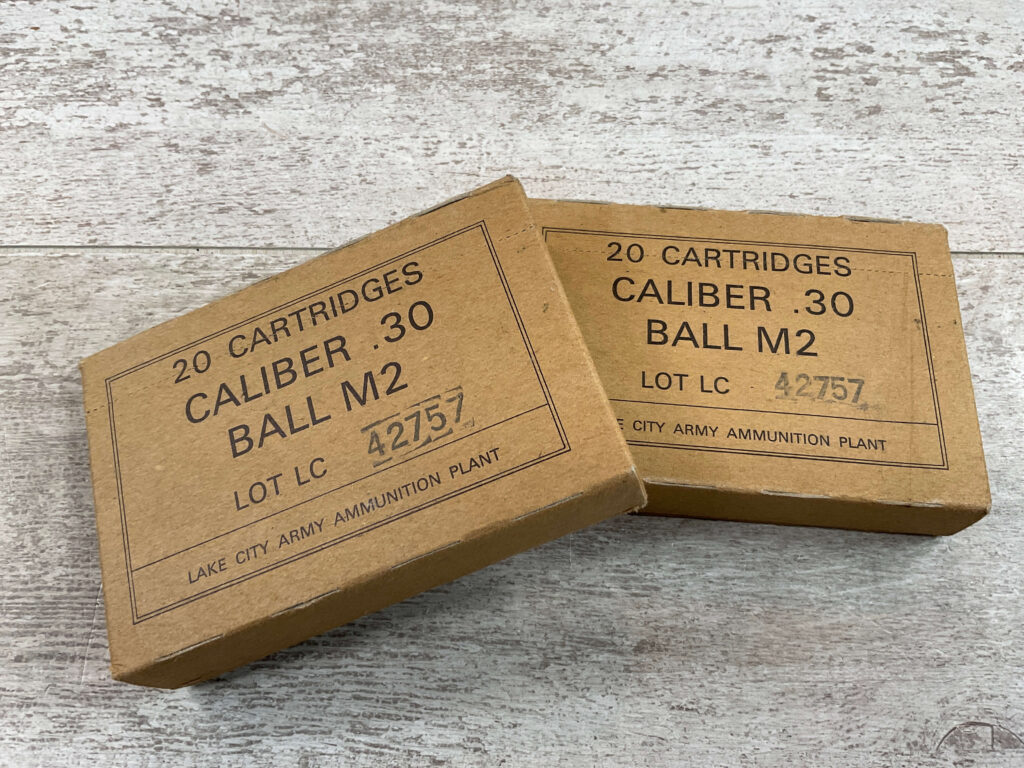 20 CARTRIDGES
CALIBER .30
BALL M2
LOT LC 42757
LAKE CITY ARMY AMMUNITION PLANT
20 CARTRIDGES
CALIBER .30
BALL M2
LOT LC 42757
CITY ARMY AMMUNITION PLANT